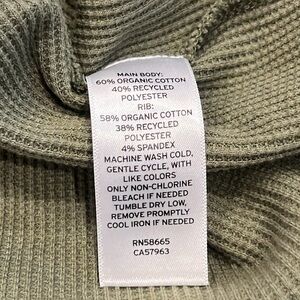 MAIN BODY:
60% ORGANIC COTTON
40% RECYCLED
POLYESTER
RIB:
58% ORGANIC COTTON
38% RECYCLED
POLYESTER
4% SPANDEX
MACHINE WASH COLD,
GENTLE CYCLE, WITH
LIKE COLORS
ONLY NON-CHLORINE
BLEACH IF NEEDED
TUMBLE DRY LOW,
REMOVE PROMPTLY
COOL IRON IF NEEDED
RN58665
CA57963